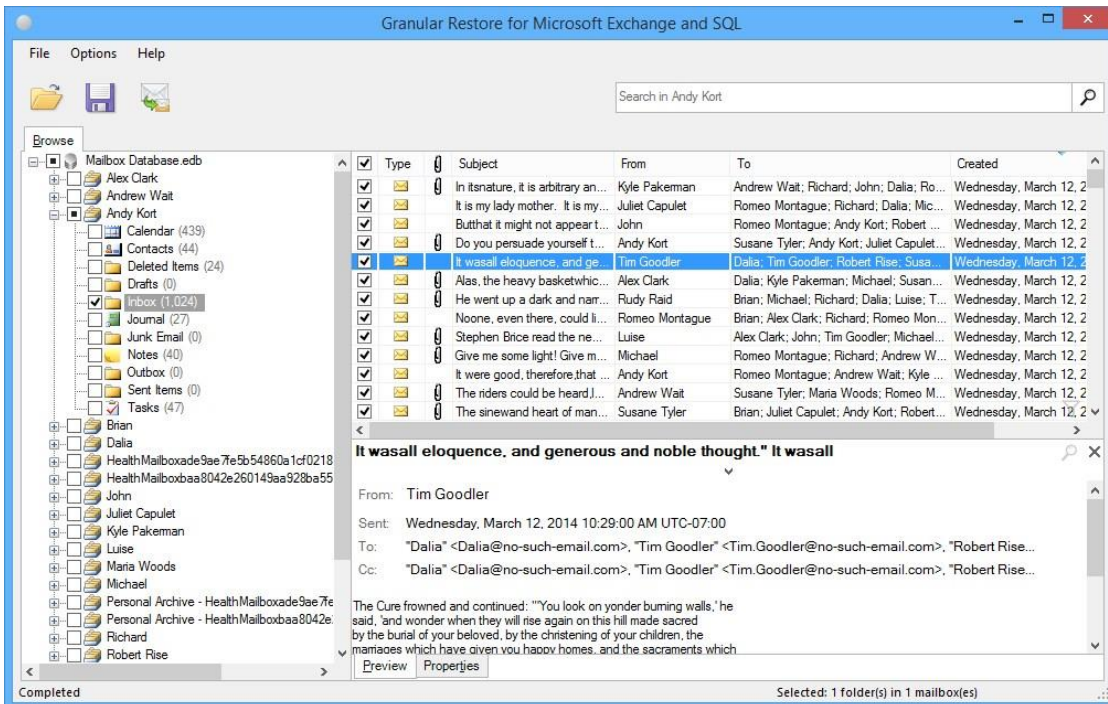 Granular Restore for Microsoft Exchange and SQL
File Options Help
Search in Andy Kort
Browse
Mailbox Database.edb
Alex Clark
Andrew Wait
Andy Kort
Calendar (439)
Contacts (44)
Deleted Items (24)
Drafts (0)
Inbox (1,024)
Journal (27)
Junk Email (0)
Notes (40)
Outbox (0)
Sent Items (0)
Tasks (47)
Brian
Dalia
HealthMailboxade9ae7fe5b54860a1cf0218
HealthMailboxbaa8042e260149aa928ba55
John
Juliet Capulet
Kyle Pakerman
Luise
Maria Woods
Michael
Personal Archive - HealthMailboxade9ae7fe
Personal Archive - HealthMailboxbaa8042e
Richard
Robert Rise
Type Subject From To Created
In itsnature, it is arbitrary an... Kyle Pakerman Andrew Wait; Richard; John; Dalia; Ro... Wednesday, March 12, 2
It is my lady mother. It is my... Juliet Capulet Romeo Montague; Richard; Dalia; Mic... Wednesday, March 12, 2
Butthat it might not appear t... John Romeo Montague; Andy Kort; Robert ... Wednesday, March 12, 2
Do you persuade yourself t... Andy Kort Susane Tyler; Andy Kort; Juliet Capulet... Wednesday, March 12, 2
It wasall eloquence, and ge... Tim Goodler Dalia; Tim Goodler; Robert Rise; Susa... Wednesday, March 12, 2
Alas, the heavy basketwhic... Alex Clark Dalia; Kyle Pakerman; Michael; Susan... Wednesday, March 12, 2
He went up a dark and narr... Rudy Raid Brian; Michael; Richard; Dalia; Luise; T... Wednesday, March 12, 2
Noone, even there, could li... Romeo Montague Brian; Alex Clark; Richard; Romeo Mon... Wednesday, March 12, 2
Stephen Brice read the ne... Luise Alex Clark; John; Tim Goodler; Michael... Wednesday, March 12, 2
Give me some light! Give m... Michael Romeo Montague; Richard; Andrew W... Wednesday, March 12, 2
It were good, therefore,that ... Andy Kort Romeo Montague; Andrew Wait; Kyle ... Wednesday, March 12, 2
The riders could be heard,l... Andrew Wait Susane Tyler; Maria Woods; Romeo M... Wednesday, March 12, 2
The sinewand heart of man... Susane Tyler Brian; Juliet Capulet; Andy Kort; Robert... Wednesday, March 12, 2
It wasall eloquence, and generous and noble thought." It wasall
From: Tim Goodler
Sent: Wednesday, March 12, 2014 10:29:00 AM UTC-07:00
To: "Dalia" <Dalia@no-such-email.com>, "Tim Goodler" <Tim.Goodler@no-such-email.com>, "Robert Rise...
Cc: "Dalia" <Dalia@no-such-email.com>, "Tim Goodler" <Tim.Goodler@no-such-email.com>, "Robert Rise...
The Cure frowned and continued: "'You look on yonder burning walls,' he
said, 'and wonder when they will rise again on this hill made sacred
by the burial of your beloved, by the christening of your children, the
marriages which have given you happy homes, and the sacraments which
Preview Properties
Completed
Selected: 1 folder(s) in 1 mailbox(es)